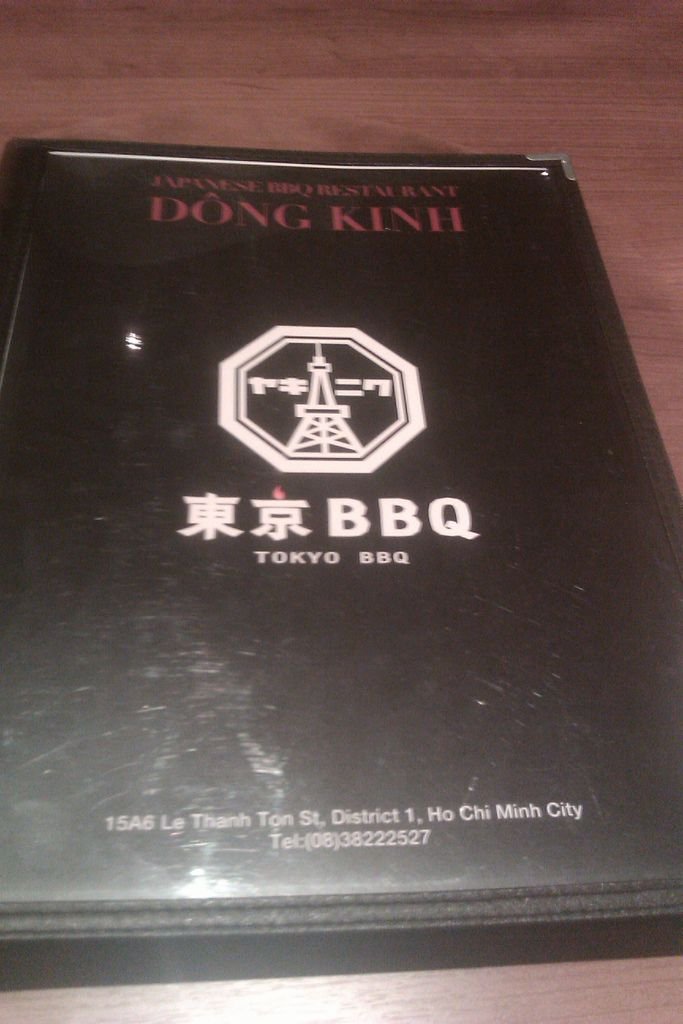 JAPANESE BBQ RESTAURANT
DÔNG KINH
ヤキニク
東京BBQ
TOKYO BBQ
15A6 Le Thanh Ton St, District 1, Ho Chi Minh City
Tel:(08)38222527